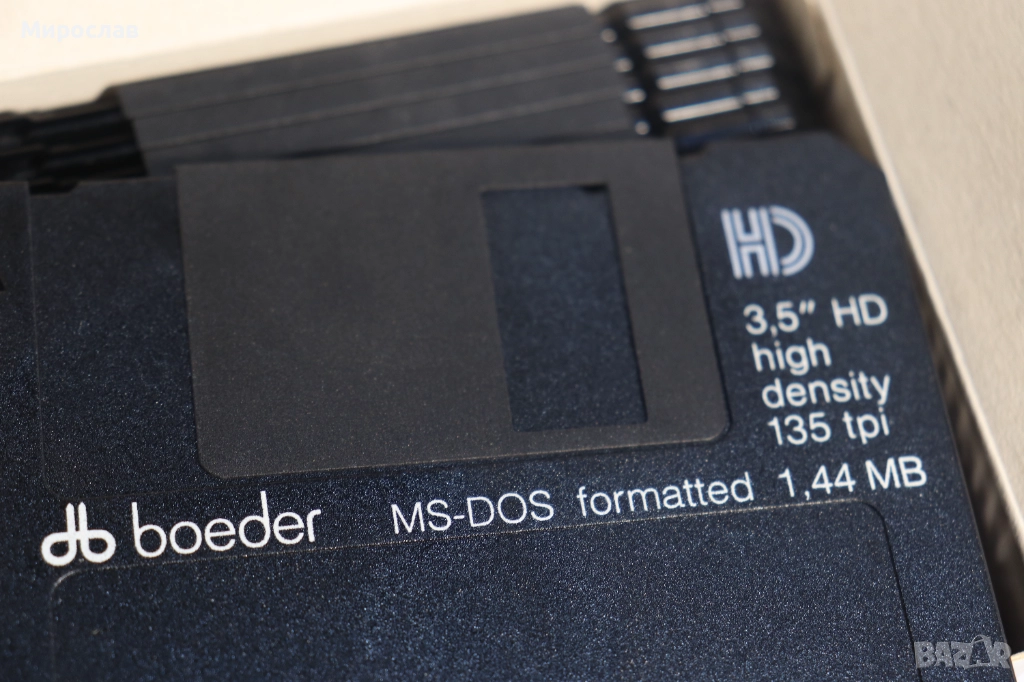 Мирослав
HD
3,5" HD
high
density
135 tpi
boeder MS-DOS formatted 1,44 MB
BAZAR